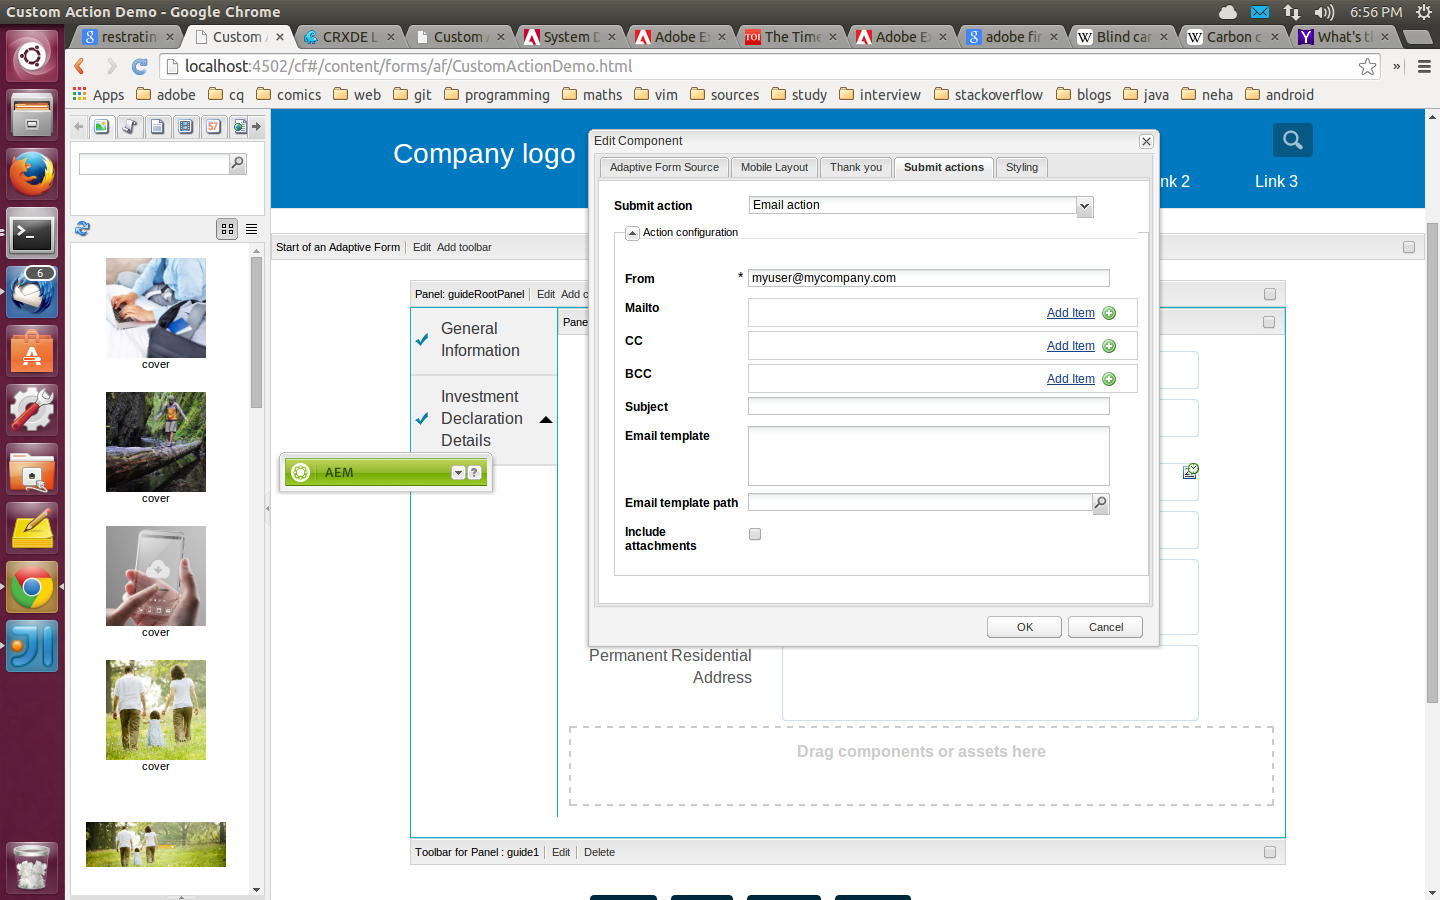 Custom Action Demo - Google Chrome
6:56 PM
restratin
Custom A
CRXDE L
Custom A
System D
Adobe Ex
TOI
The Time
Adobe Ex
adobe fir
W
Blind car
W
Carbon c
Y
What's th
localhost:4502/cf#/content/forms/af/CustomActionDemo.html
»
Apps
adobe
cq
comics
web
git
programming
maths
vim
sources
study
interview
stackoverflow
blogs
java
neha
android
6
cover
cover
cover
cover
Company logo
nk 2
Link 3
Start of an Adaptive Form
Edit
Add toolbar
Panel: guideRootPanel
Edit
Add c
General
Information
Pane
Investment
Declaration
Details
AEM
?
Edit Component
Adaptive Form Source
Mobile Layout
Thank you
Submit actions
Styling
Submit action
Email action
Action configuration
From
*
myuser@mycompany.com
Mailto
Add Item
CC
Add Item
BCC
Add Item
Subject
Email template
Email template path
Include
attachments
OK
Cancel
Permanent Residential
Address
Drag components or assets here
Toolbar for Panel : guide1
Edit
Delete